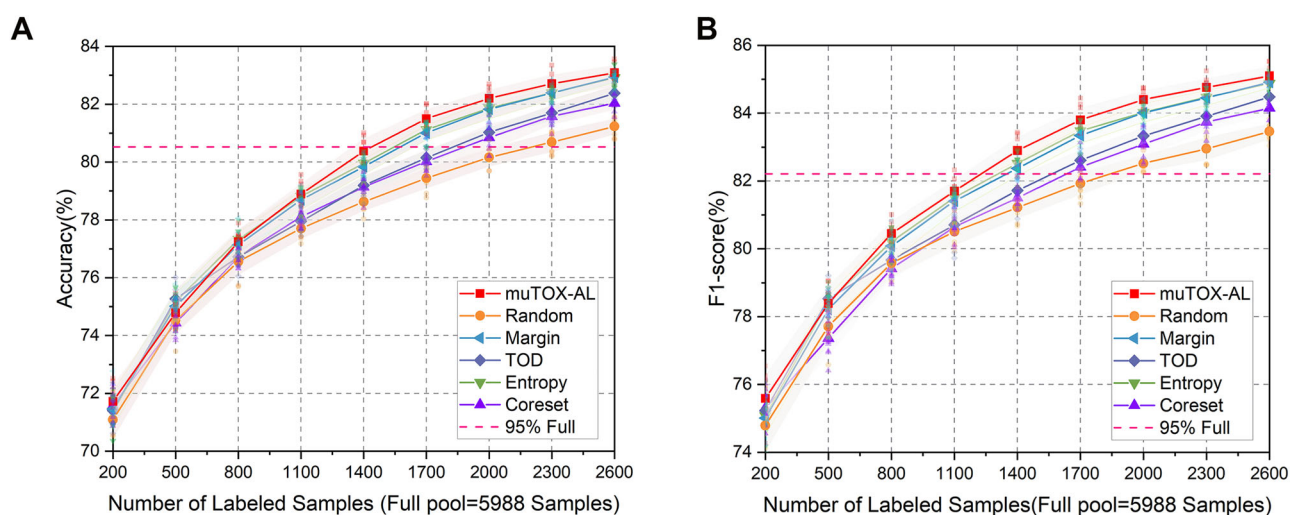 A
Accuracy(%)
84
82
80
78
76
74
72
70
muTOX-AL
Random
Margin
TOD
Entropy
Coreset
95% Full
200 500 800 1100 1400 1700 2000 2300 2600
Number of Labeled Samples (Full pool=5988 Samples)
B
F1-score(%)
86
84
82
80
78
76
74
muTOX-AL
Random
Margin
TOD
Entropy
Coreset
95% Full
200 500 800 1100 1400 1700 2000 2300 2600
Number of Labeled Samples(Full pool=5988 Samples)